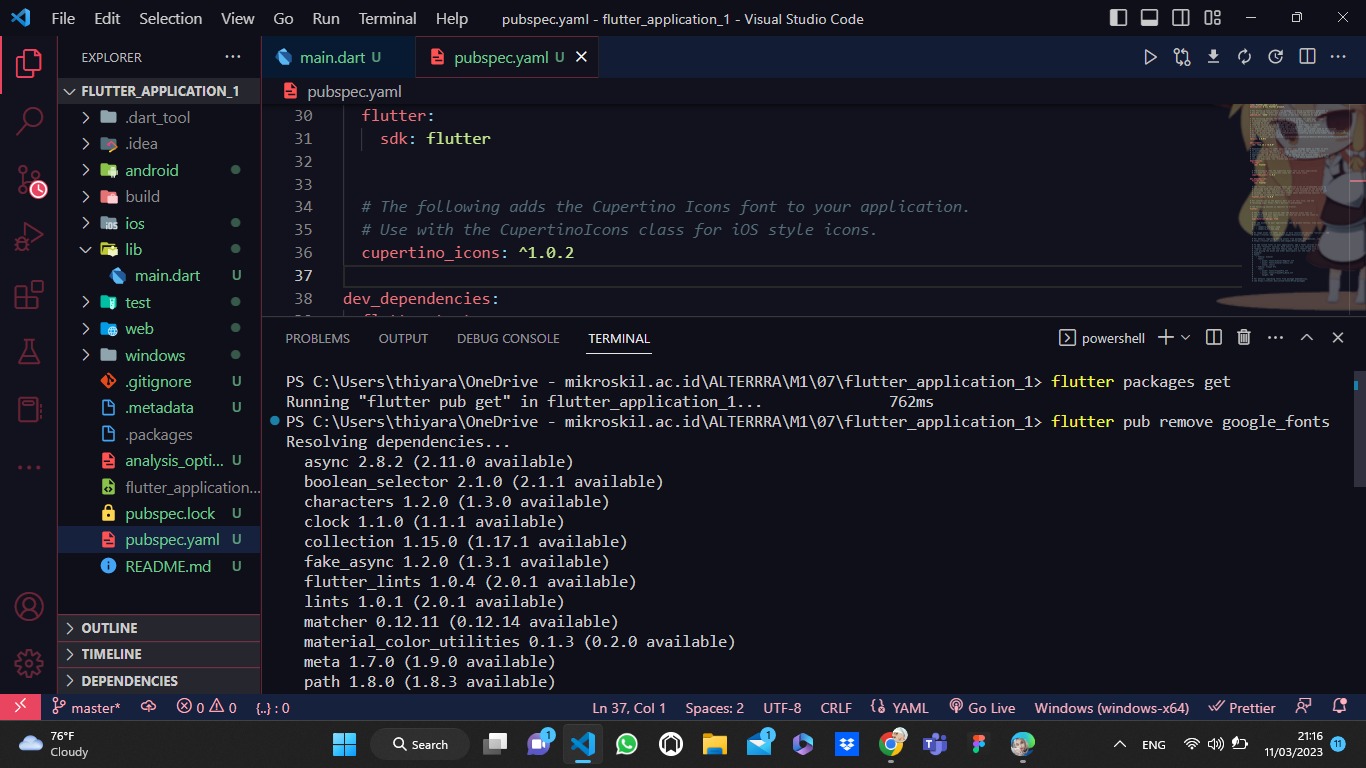 File Edit Selection View Go Run Terminal Help pubspec.yaml - flutter_application_1 - Visual Studio Code
EXPLORER ···
FLUTTER_APPLICATION_1
.dart_tool
.idea
android
build
ios
lib
main.dart U
test
web
windows
.gitignore U
.metadata U
.packages
analysis_opti... U
flutter_application...
pubspec.lock U
pubspec.yaml U
README.md U
OUTLINE
TIMELINE
DEPENDENCIES
main.dart U pubspec.yaml U
pubspec.yaml
30 flutter:
31 sdk: flutter
32
33
34 # The following adds the Cupertino Icons font to your application.
35 # Use with the CupertinoIcons class for iOS style icons.
36 cupertino_icons: ^1.0.2
37
38 dev_dependencies:
PROBLEMS OUTPUT DEBUG CONSOLE TERMINAL powershell
PS C:\Users\thiyara\OneDrive - mikroskil.ac.id\ALTERRRA\M1\07\flutter_application_1> flutter packages get
Running "flutter pub get" in flutter_application_1... 762ms
PS C:\Users\thiyara\OneDrive - mikroskil.ac.id\ALTERRRA\M1\07\flutter_application_1> flutter pub remove google_fonts
Resolving dependencies...
async 2.8.2 (2.11.0 available)
boolean_selector 2.1.0 (2.1.1 available)
characters 1.2.0 (1.3.0 available)
clock 1.1.0 (1.1.1 available)
collection 1.15.0 (1.17.1 available)
fake_async 1.2.0 (1.3.1 available)
flutter_lints 1.0.4 (2.0.1 available)
lints 1.0.1 (2.0.1 available)
matcher 0.12.11 (0.12.14 available)
material_color_utilities 0.1.3 (0.2.0 available)
meta 1.7.0 (1.9.0 available)
path 1.8.0 (1.8.3 available)
master* 0 0 {..} : 0 Ln 37, Col 1 Spaces: 2 UTF-8 CRLF YAML Go Live Windows (windows-x64) Prettier
76°F
Cloudy
Search
1
1
ENG
21:16
11/03/2023
11